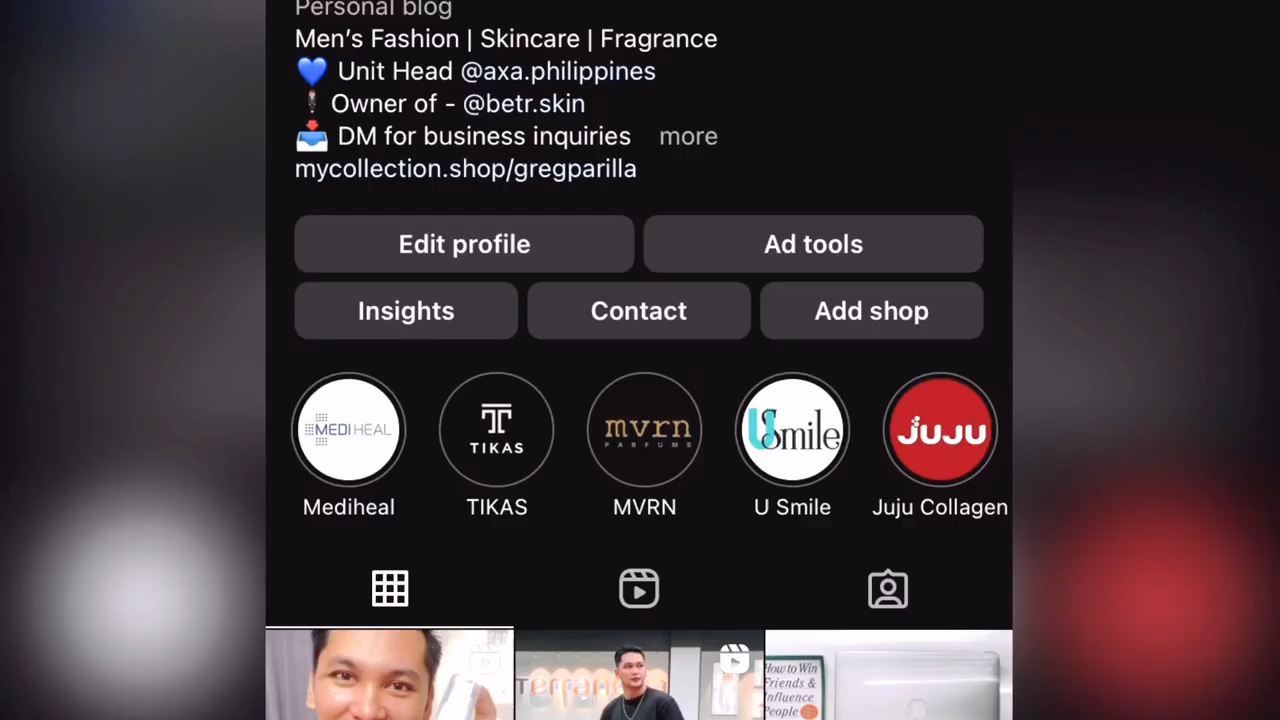 Personal blog
Men’s Fashion | Skincare | Fragrance
💙 Unit Head @axa.philippines
🕴🏻 Owner of - @betr.skin
📥 DM for business inquiries more
mycollection.shop/gregparilla
Edit profile
Ad tools
Insights
Contact
Add shop
MEDIHEAL
TIKAS
mvrn
PARFUMS
USmile
JUJU
Mediheal
TIKAS
MVRN
U Smile
Juju Collagen
How to Win
Friends &
Influence
People